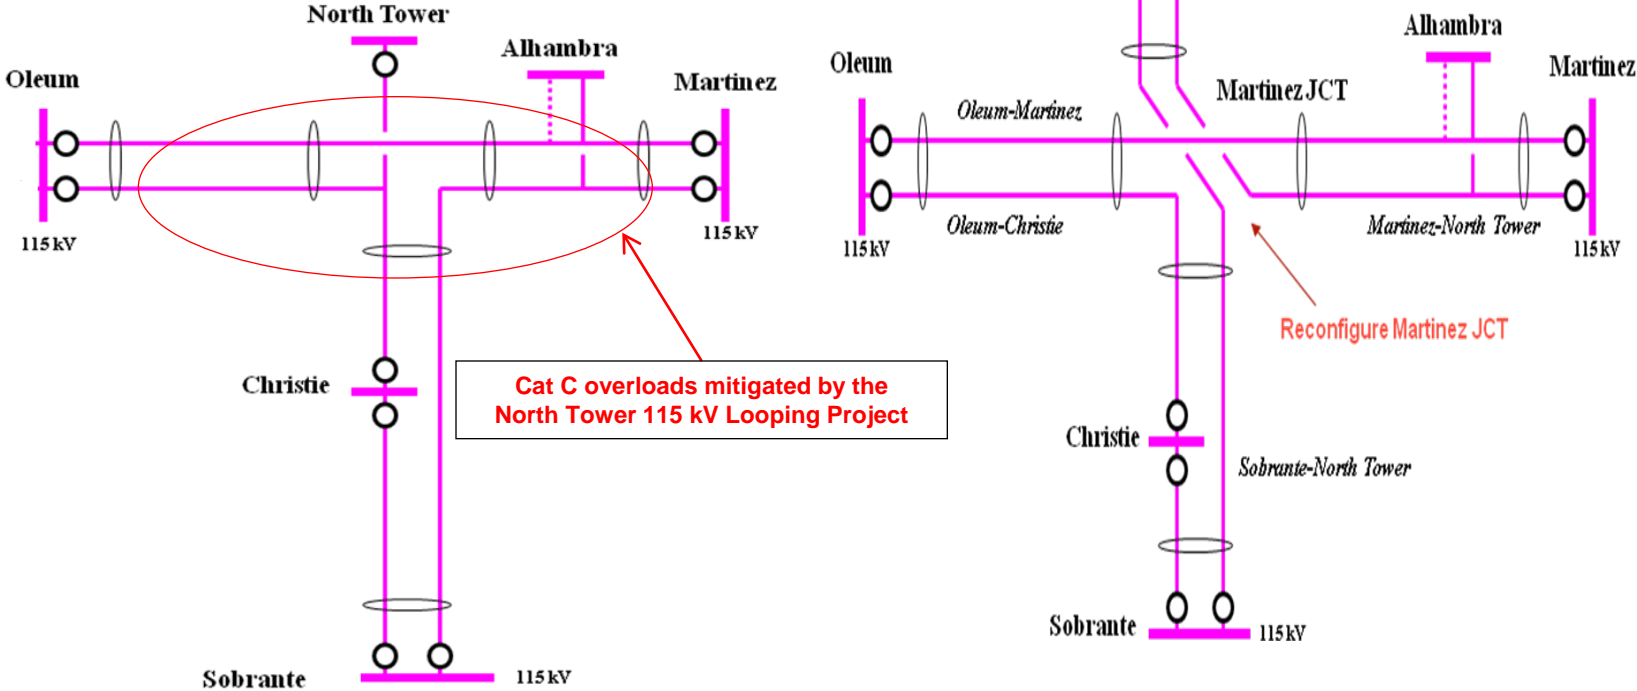 North Tower
Alhambra
Oleum
Martinez
115 kV
115 kV
Christie
Cat C overloads mitigated by the
North Tower 115 kV Looping Project
Sobrante
115 kV
Alhambra
Oleum
Martinez
Martinez JCT
Oleum-Martinez
Oleum-Christie
Martinez-North Tower
115 kV
115 kV
Reconfigure Martinez JCT
Christie
Sobrante-North Tower
Sobrante
115 kV